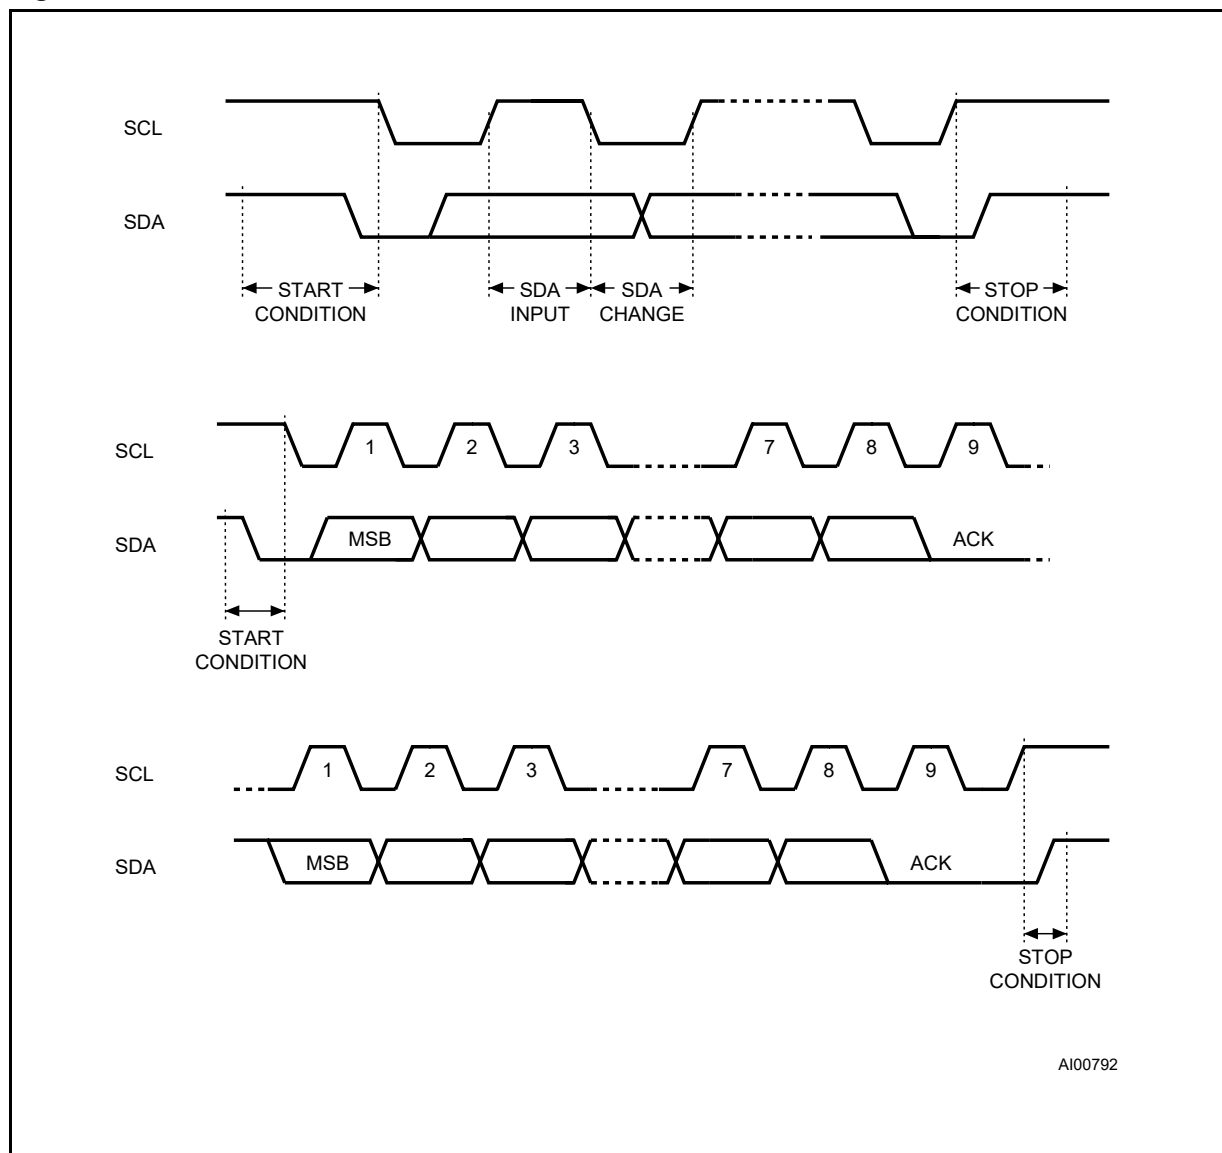 SCL
SDA
START
CONDITION
SDA
INPUT
SDA
CHANGE
STOP
CONDITION
SCL
1 2 3 7 8 9
SDA
MSB ACK
START
CONDITION
SCL
1 2 3 7 8 9
SDA
MSB ACK
STOP
CONDITION
AI00792